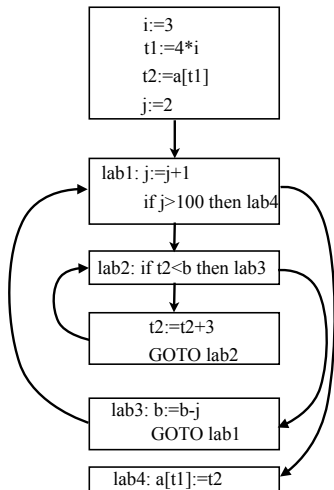 i:=3
t1:=4*i
t2:=a[t1]
j:=2
lab1: j:=j+1
if j>100 then lab4
lab2: if t2<b then lab3
t2:=t2+3
GOTO lab2
lab3: b:=b-j
GOTO lab1
lab4: a[t1]:=t2